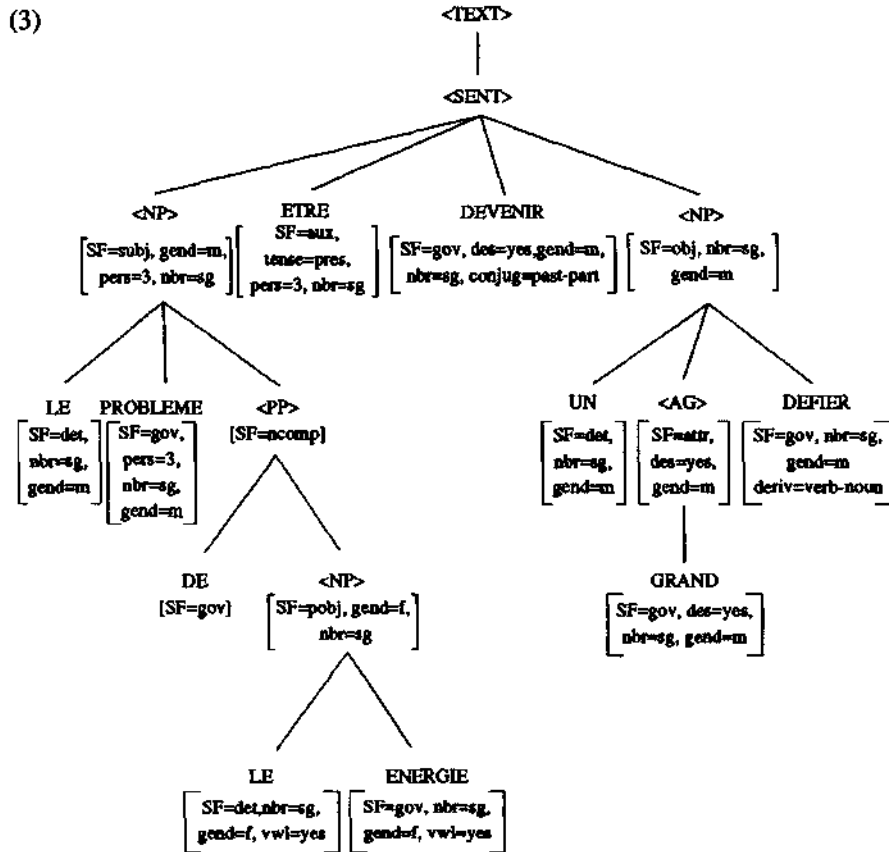 (3)
<TEXT>
<SENT>
<NP> ETRE DEVENIR <NP>
[SF=subj, gend=m, pers=3, nbr=sg] [SF=aux, tense=pres, pers=3, nbr=sg] [SF=gov, des=yes,gend=m, nbr=sg, conjug=past-part] [SF=obj, nbr=sg, gend=m]
LE PROBLEME <PP> UN <AG> DEFIER
[SF=det, nbr=sg, gend=m] [SF=gov, pers=3, nbr=sg, gend=m] [SF=ncomp] [SF=det, nbr=sg, gend=m] [SF=attr, des=yes, gend=m] [SF=gov, nbr=sg, gend=m deriv=verb-noun]
DE <NP> GRAND
[SF=gov] [SF=pobj, gend=f, nbr=sg] [SF=gov, des=yes, nbr=sg, gend=m]
LE ENERGIE
[SF=det,nbr=sg, gend=f, vwl=yes] [SF=gov, nbr=sg, gend=f, vwl=yes]